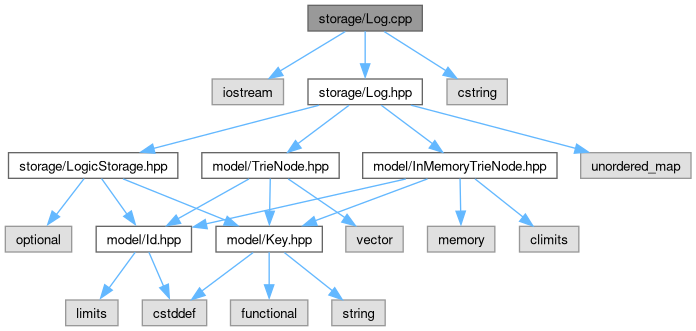 storage/Log.cpp
iostream
storage/Log.hpp
cstring
storage/LogicStorage.hpp
model/TrieNode.hpp
model/InMemoryTrieNode.hpp
unordered_map
optional
model/Id.hpp
model/Key.hpp
vector
memory
climits
limits
cstddef
functional
string